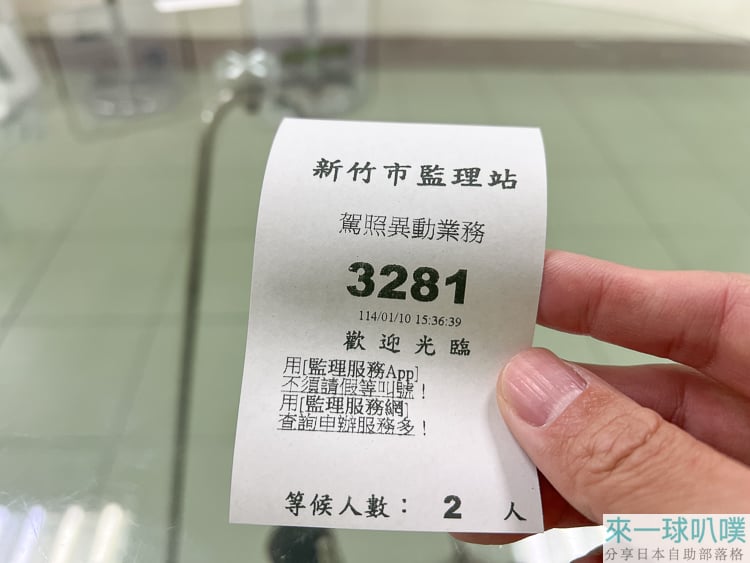 新竹市監理站
駕照異動業務
3281
114/01/10 15:36:39
歡迎光臨
用[監理服務App]
不須請假等叫號！
用[監理服務網]
查詢申辦服務多！
等候人數： 2 人
來一球叭噗
分享日本自助部落格